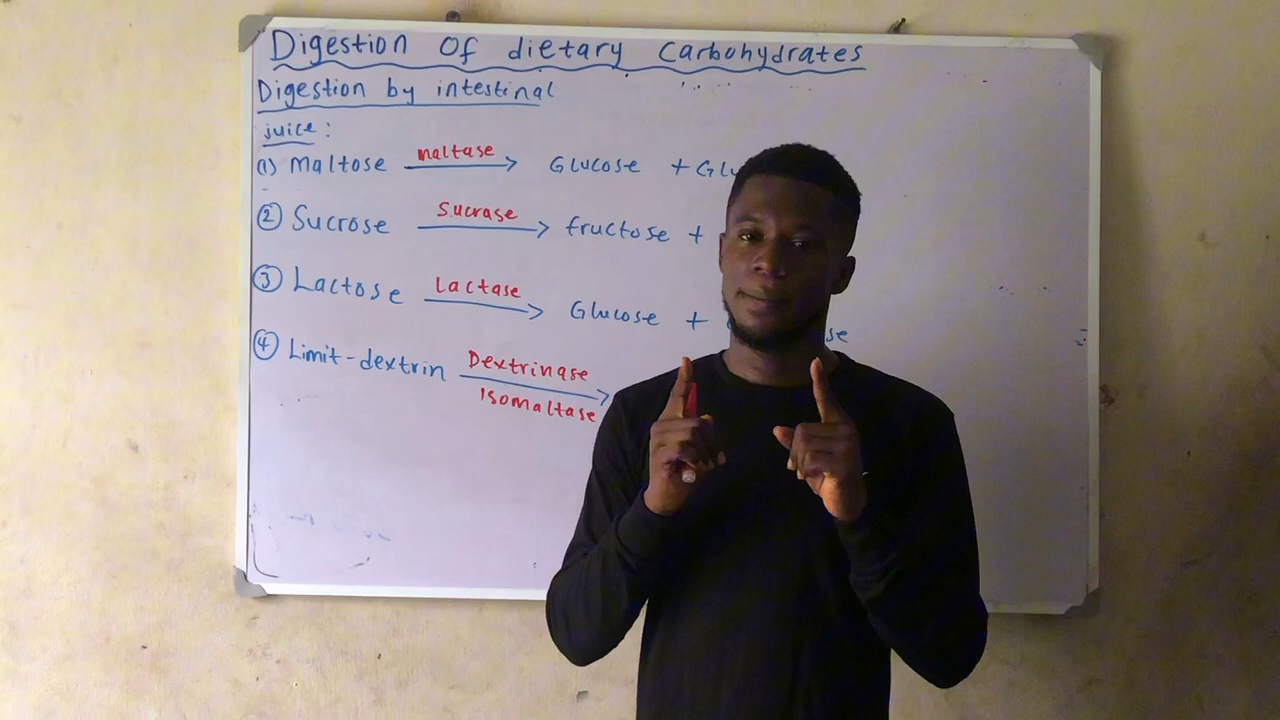 Digestion Of dietary Carbohydrates
Digestion by intestinal
juice:
(1) Maltose maltase Glucose + Glu
② Sucrose Sucrase fructose +
③ Lactose Lactase Glucose + se
④ Limit-dextrin Dextrinase
Isomaltase